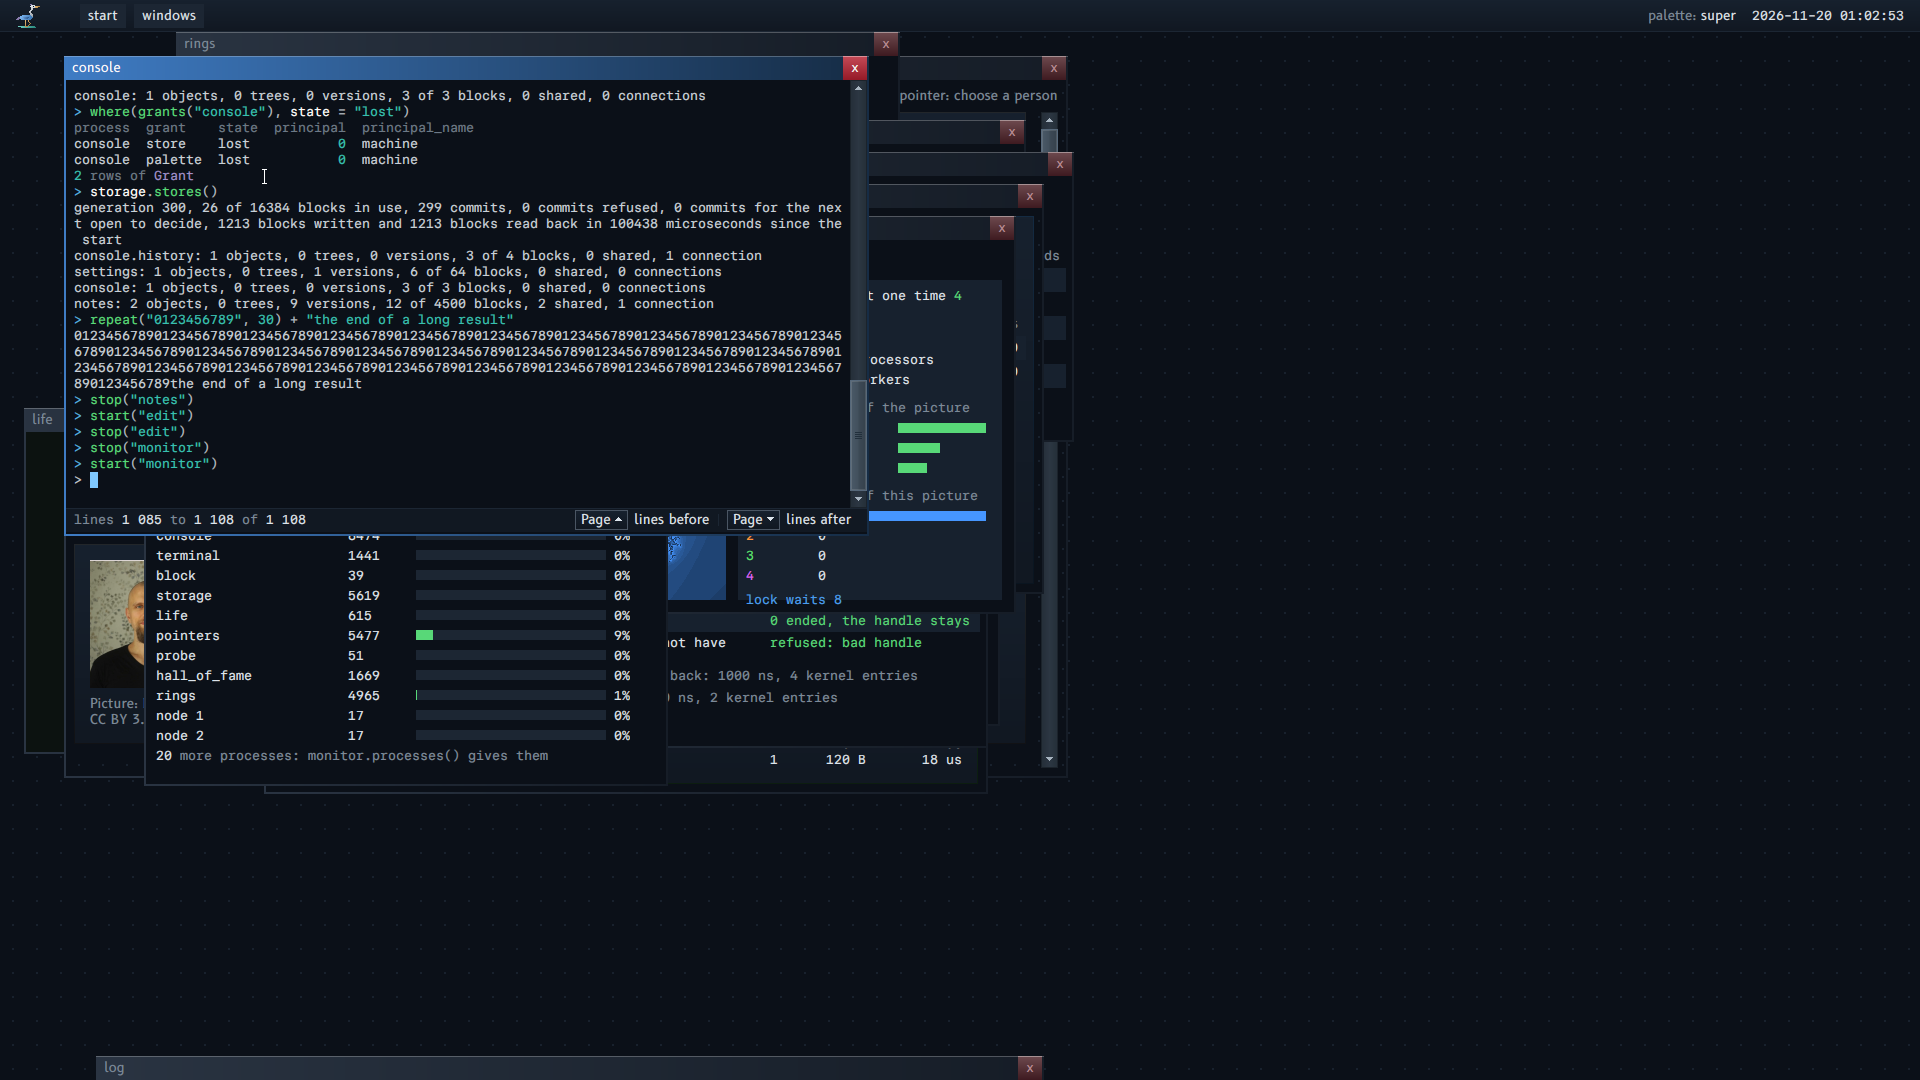 start windows palette: super 2026-11-20 01:02:53
rings x
console x
x
console: 1 objects, 0 trees, 0 versions, 3 of 3 blocks, 0 shared, 0 connections
pointer: choose a person
> where(grants("console"), state = "lost")
process grant state principal principal_name
x
console store lost 0 machine
console palette lost 0 machine
x
2 rows of Grant
> storage.stores()
x
generation 300, 26 of 16384 blocks in use, 299 commits, 0 commits refused, 0 commits for the nex
t open to decide, 1213 blocks written and 1213 blocks read back in 100438 microseconds since the
start
x
console.history: 1 objects, 0 trees, 0 versions, 3 of 4 blocks, 0 shared, 1 connection
ds
settings: 1 objects, 0 trees, 1 versions, 6 of 64 blocks, 0 shared, 0 connections
console: 1 objects, 0 trees, 0 versions, 3 of 3 blocks, 0 shared, 0 connections
notes: 2 objects, 0 trees, 9 versions, 12 of 4500 blocks, 2 shared, 1 connection
t one time 4
> repeat("0123456789", 30) + "the end of a long result"
012345678901234567890123456789012345678901234567890123456789012345678901234567890123456789012345
678901234567890123456789012345678901234567890123456789012345678901234567890123456789012345678901
234567890123456789012345678901234567890123456789012345678901234567890123456789012345678901234567
890123456789the end of a long result
ocessors
rkers
> stop("notes")
> start("edit")
f the picture
life
> stop("edit")
> stop("monitor")
> start("monitor")
>
f this picture
lines 1 085 to 1 108 of 1 108 Page lines before Page lines after
console 8474 0%
terminal 1441 0%
block 39 0%
storage 5619 0%
life 615 0%
pointers 5477 9%
probe 51 0%
hall_of_fame 1669 0%
rings 4965 1%
node 1 17 0%
node 2 17 0%
20 more processes: monitor.processes() gives them
2 0
3 0
4 0
lock waits 8
0 ended, the handle stays
not have refused: bad handle
back: 1000 ns, 4 kernel entries
ns, 2 kernel entries
1 120 B 18 us
Picture:
CC BY 3.
log x